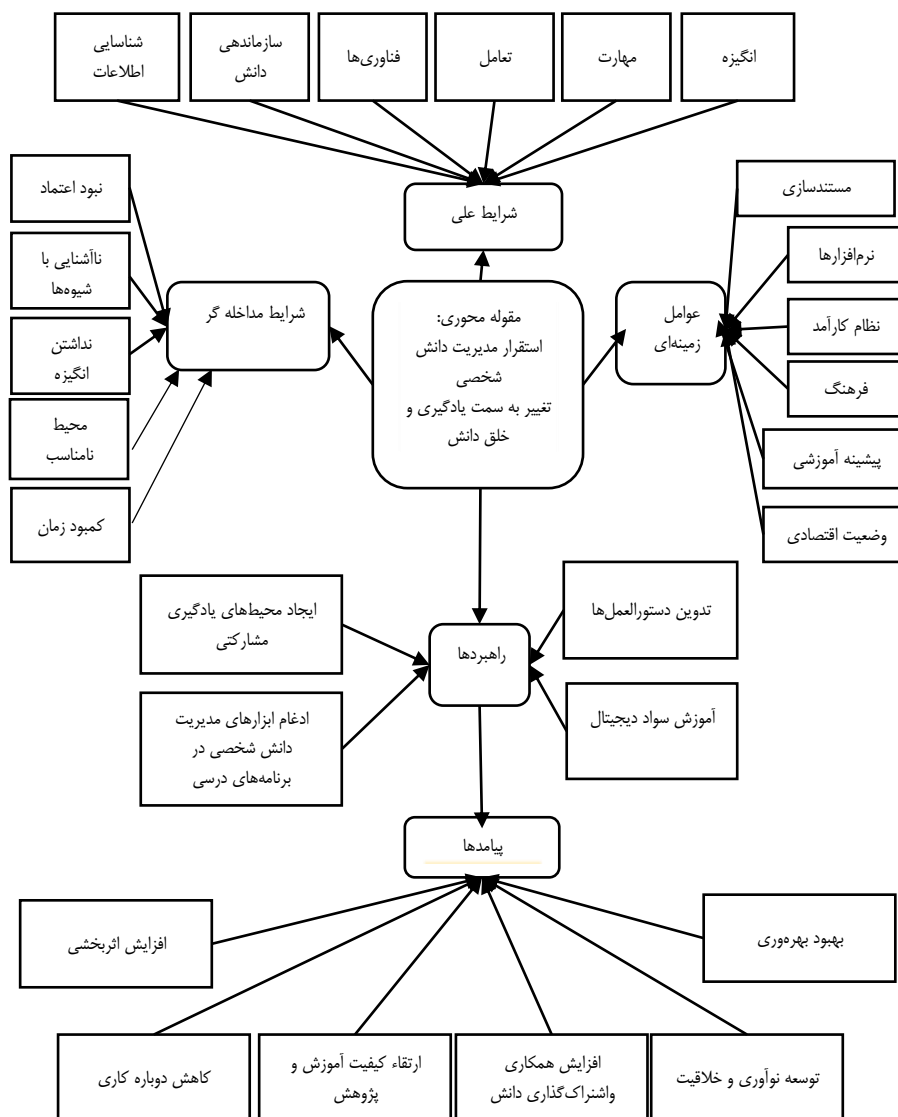 انگیزه
مهارت
تعامل
فناوری‌ها
سازماندهی
دانش
شناسایی
اطلاعات
شرایط علی
مستندسازی
نرم‌افزارها
نظام کارآمد
فرهنگ
پیشینه آموزشی
وضعیت اقتصادی
عوامل
زمینه‌ای
مقوله محوری:
استقرار مدیریت دانش
شخصی
تغییر به سمت یادگیری و
خلق دانش
شرایط مداخله گر
نبود اعتماد
ناآشنایی با
شیوه‌ها
نداشتن
انگیزه
محیط
نامناسب
کمبود زمان
تدوین دستورالعمل‌ها
آموزش سواد دیجیتال
راهبردها
ایجاد محیط‌های یادگیری
مشارکتی
ادغام ابزارهای مدیریت
دانش شخصی در
برنامه‌های درسی
پیامدها
بهبود بهره‌وری
افزایش اثربخشی
توسعه نوآوری و خلاقیت
افزایش همکاری
واشتراک‌گذاری دانش
ارتقاء کیفیت آموزش و
پژوهش
کاهش دوباره کاری